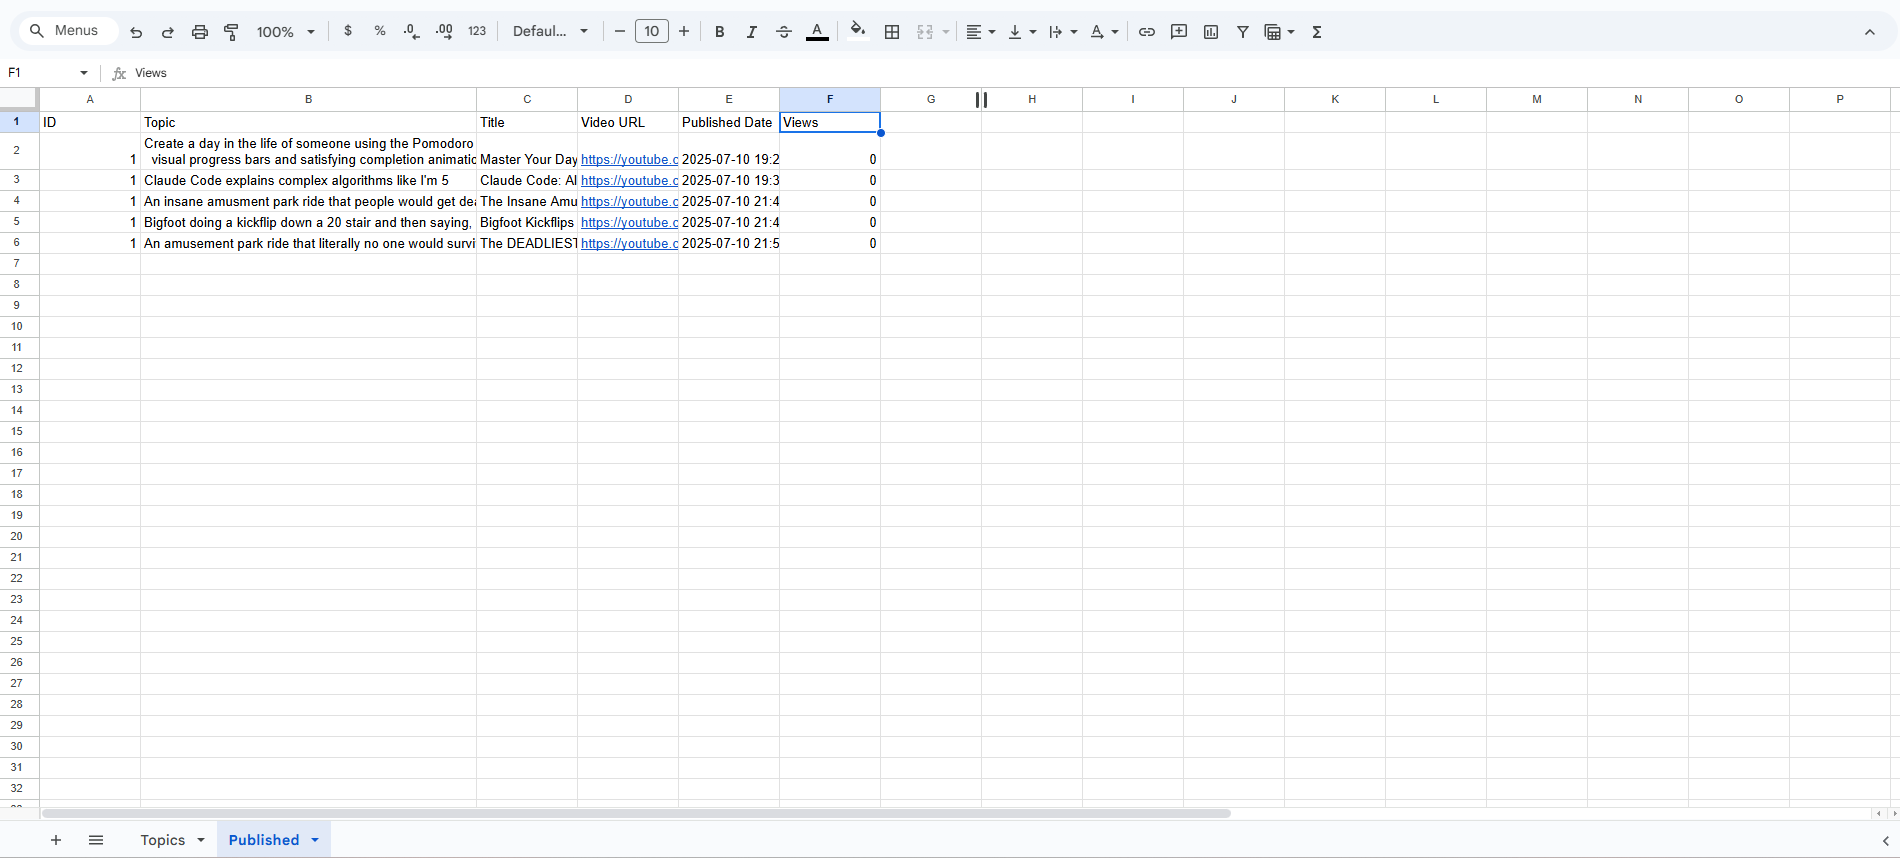 Menus 100% $ % .0 .00 123 Defaul... − 10 + B I A A Σ
F1 fx Views
A B C D E F G H I J K L M N O P
1 ID Topic Title Video URL Published Date Views
2 1 Create a day in the life of someone using the Pomodoro
visual progress bars and satisfying completion animatic Master Your Day https://youtube.c 2025-07-10 19:2 0
3 1 Claude Code explains complex algorithms like I'm 5 Claude Code: Al https://youtube.c 2025-07-10 19:3 0
4 1 An insane amusment park ride that people would get dea The Insane Amu https://youtube.c 2025-07-10 21:4 0
5 1 Bigfoot doing a kickflip down a 20 stair and then saying, Bigfoot Kickflips https://youtube.c 2025-07-10 21:4 0
6 1 An amusement park ride that literally no one would survi The DEADLIEST https://youtube.c 2025-07-10 21:5 0
7
8
9
10
11
12
13
14
15
16
17
18
19
20
21
22
23
24
25
26
27
28
29
30
31
32
+ Topics Published